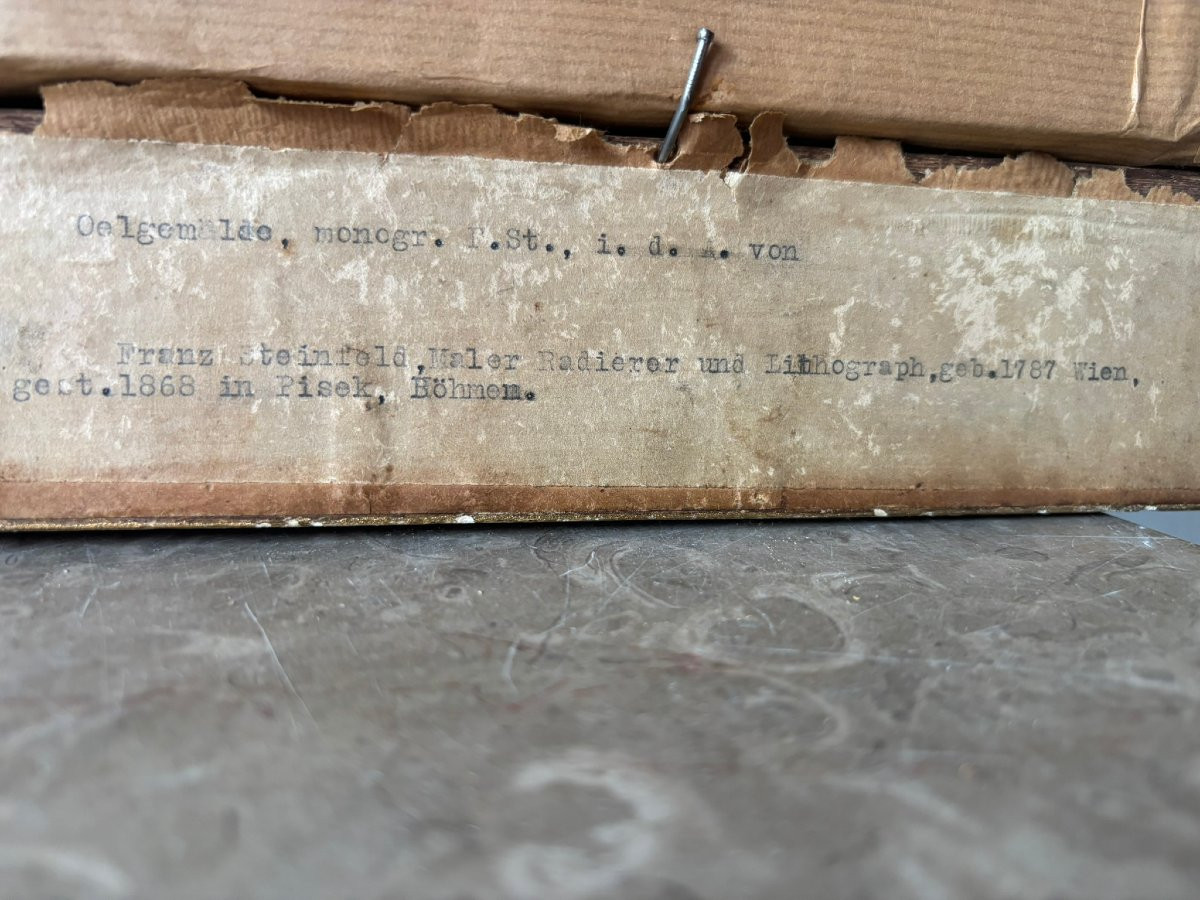 Oelgemälde, monogr. F.St., i. d. A. von
Franz Steinfeld,Maler Radierer und Lithograph,geb.1787 Wien,
gest.1868 in Pisek, Böhmen.